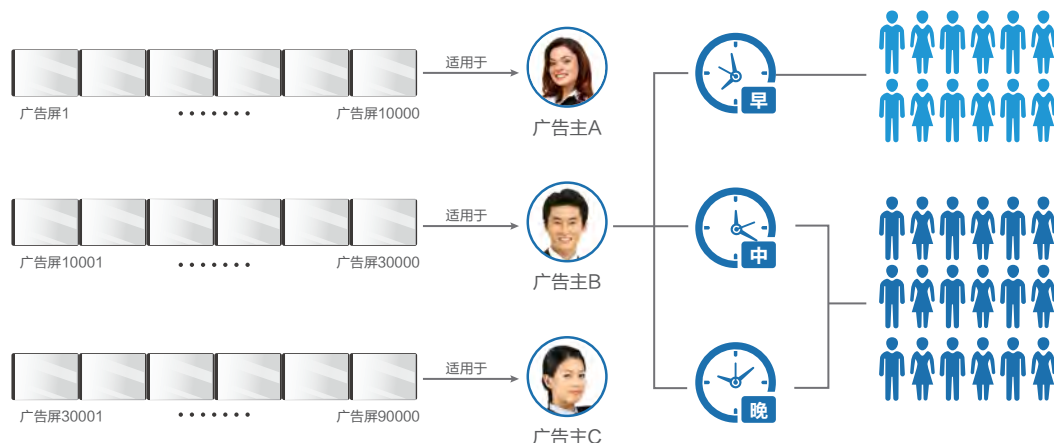 适用于
广告屏1 ······· 广告屏10000
广告主A
早
适用于
广告屏10001 ······· 广告屏30000
广告主B
中
适用于
广告屏30001 ······· 广告屏90000
广告主C
晚